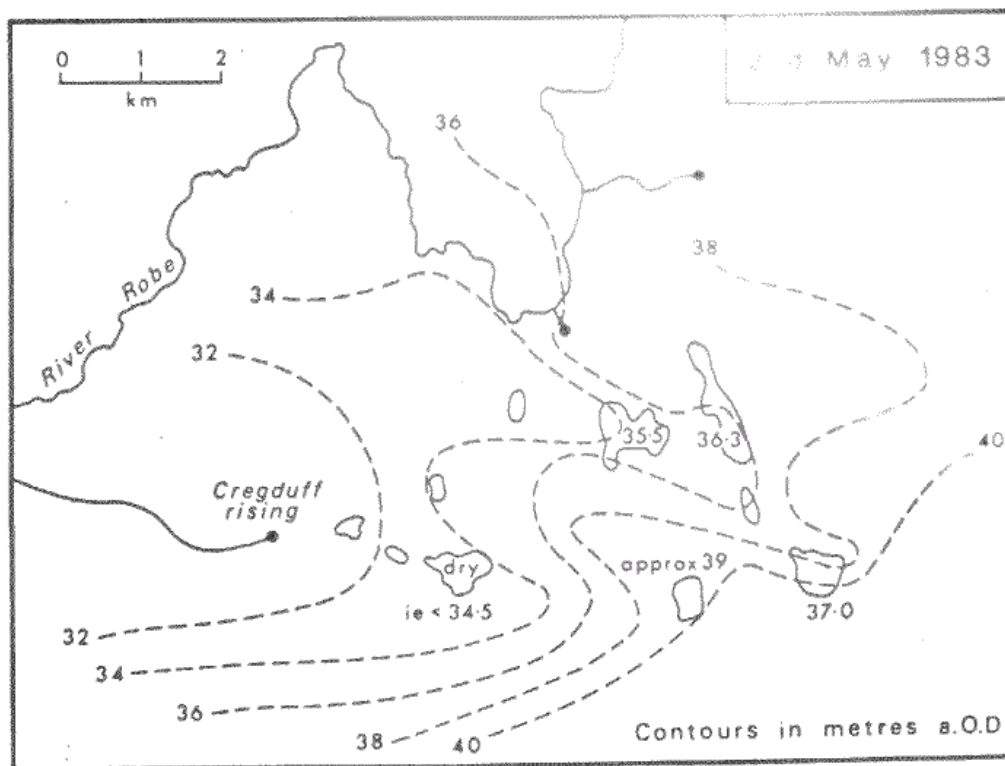 0 1 2
km
May 1983
36
38
River Robe
34
32
35·5
36·3
40
Cregduff
rising
dry
approx 39
ie < 34·5
37·0
32
34
36
38
40
Contours in metres a.O.D